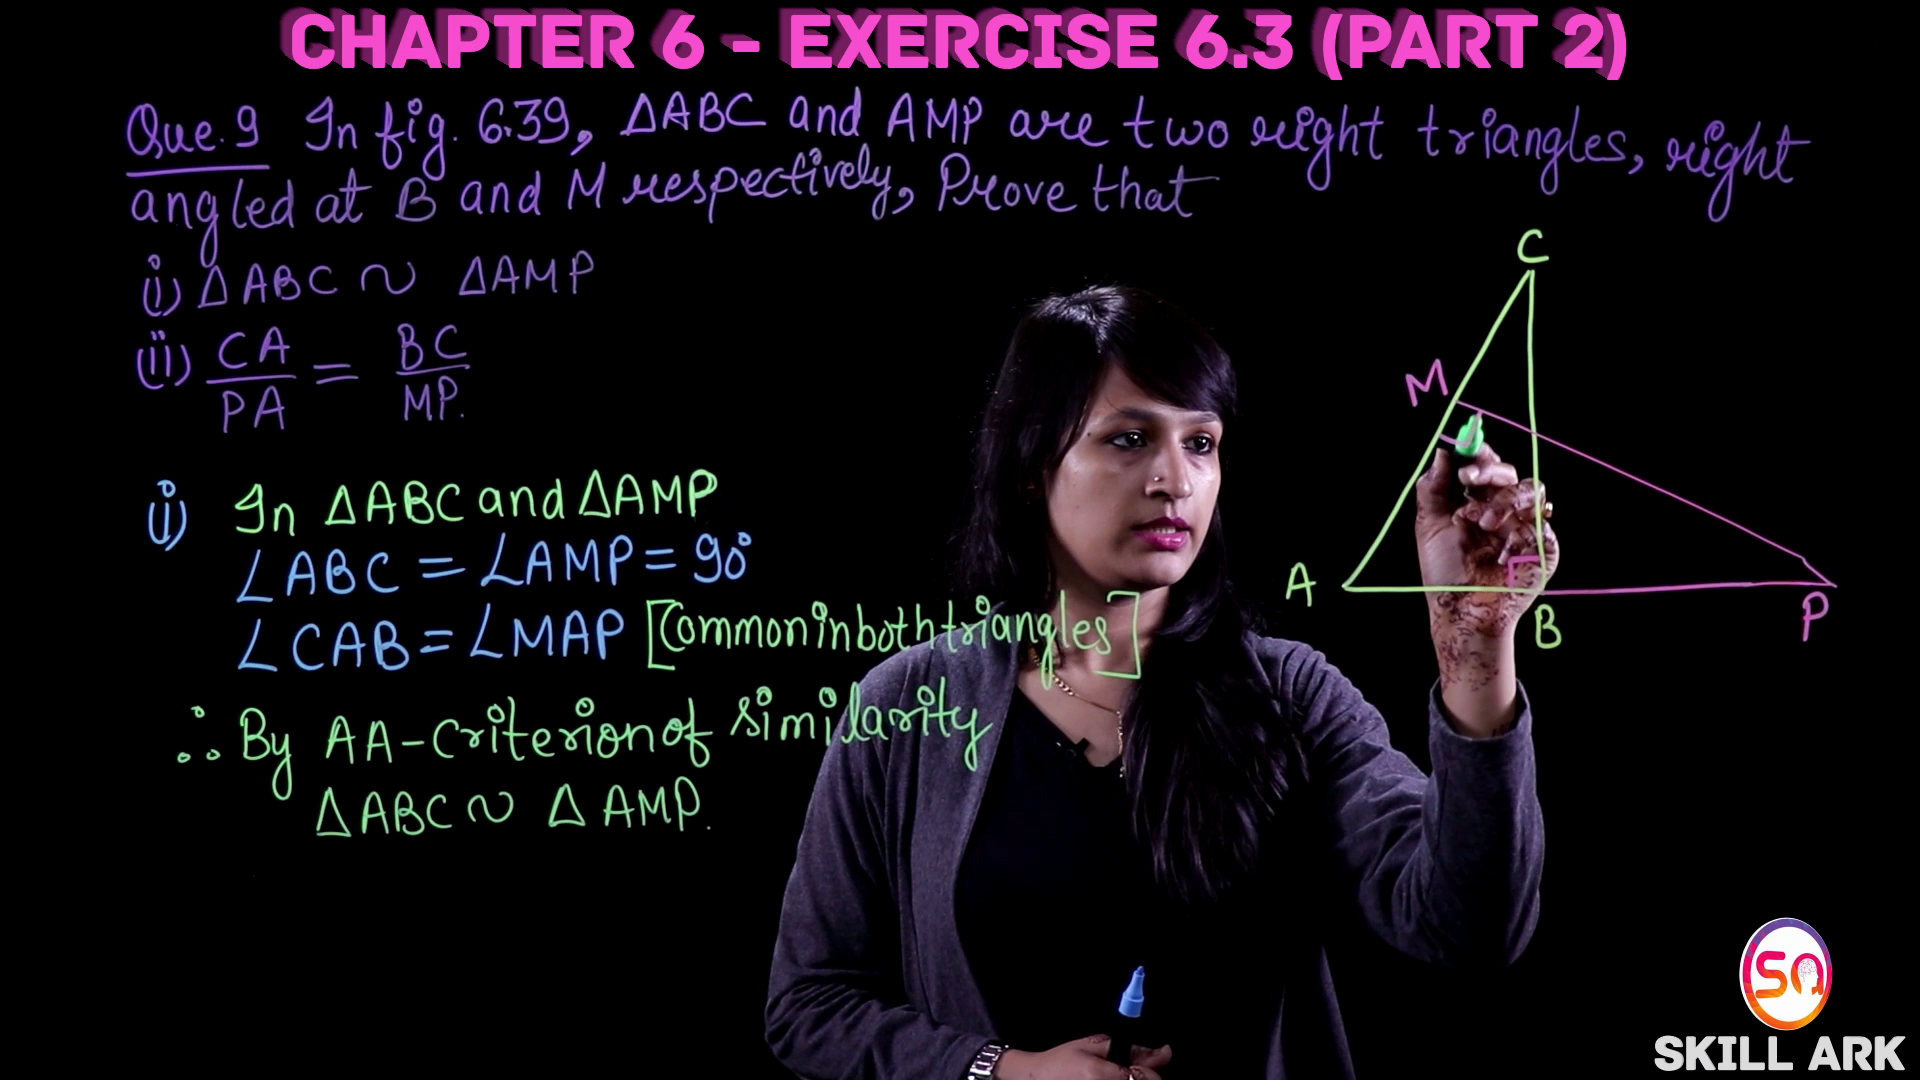 CHAPTER 6 - EXERCISE 6.3 (PART 2)
Que.9 In fig. 6.39, ΔABC and AMP are two right triangles, right
angled at B and M respectively, Prove that
(i) ΔABC ~ ΔAMP
(ii) CA/PA = BC/MP.
(i) In ΔABC and ΔAMP
∠ABC = ∠AMP = 90°
∠CAB = ∠MAP [Common in both triangles]
∴ By AA-Criterion of similarity
ΔABC ~ ΔAMP.
C
M
A
B
P
SA
SKILL ARK